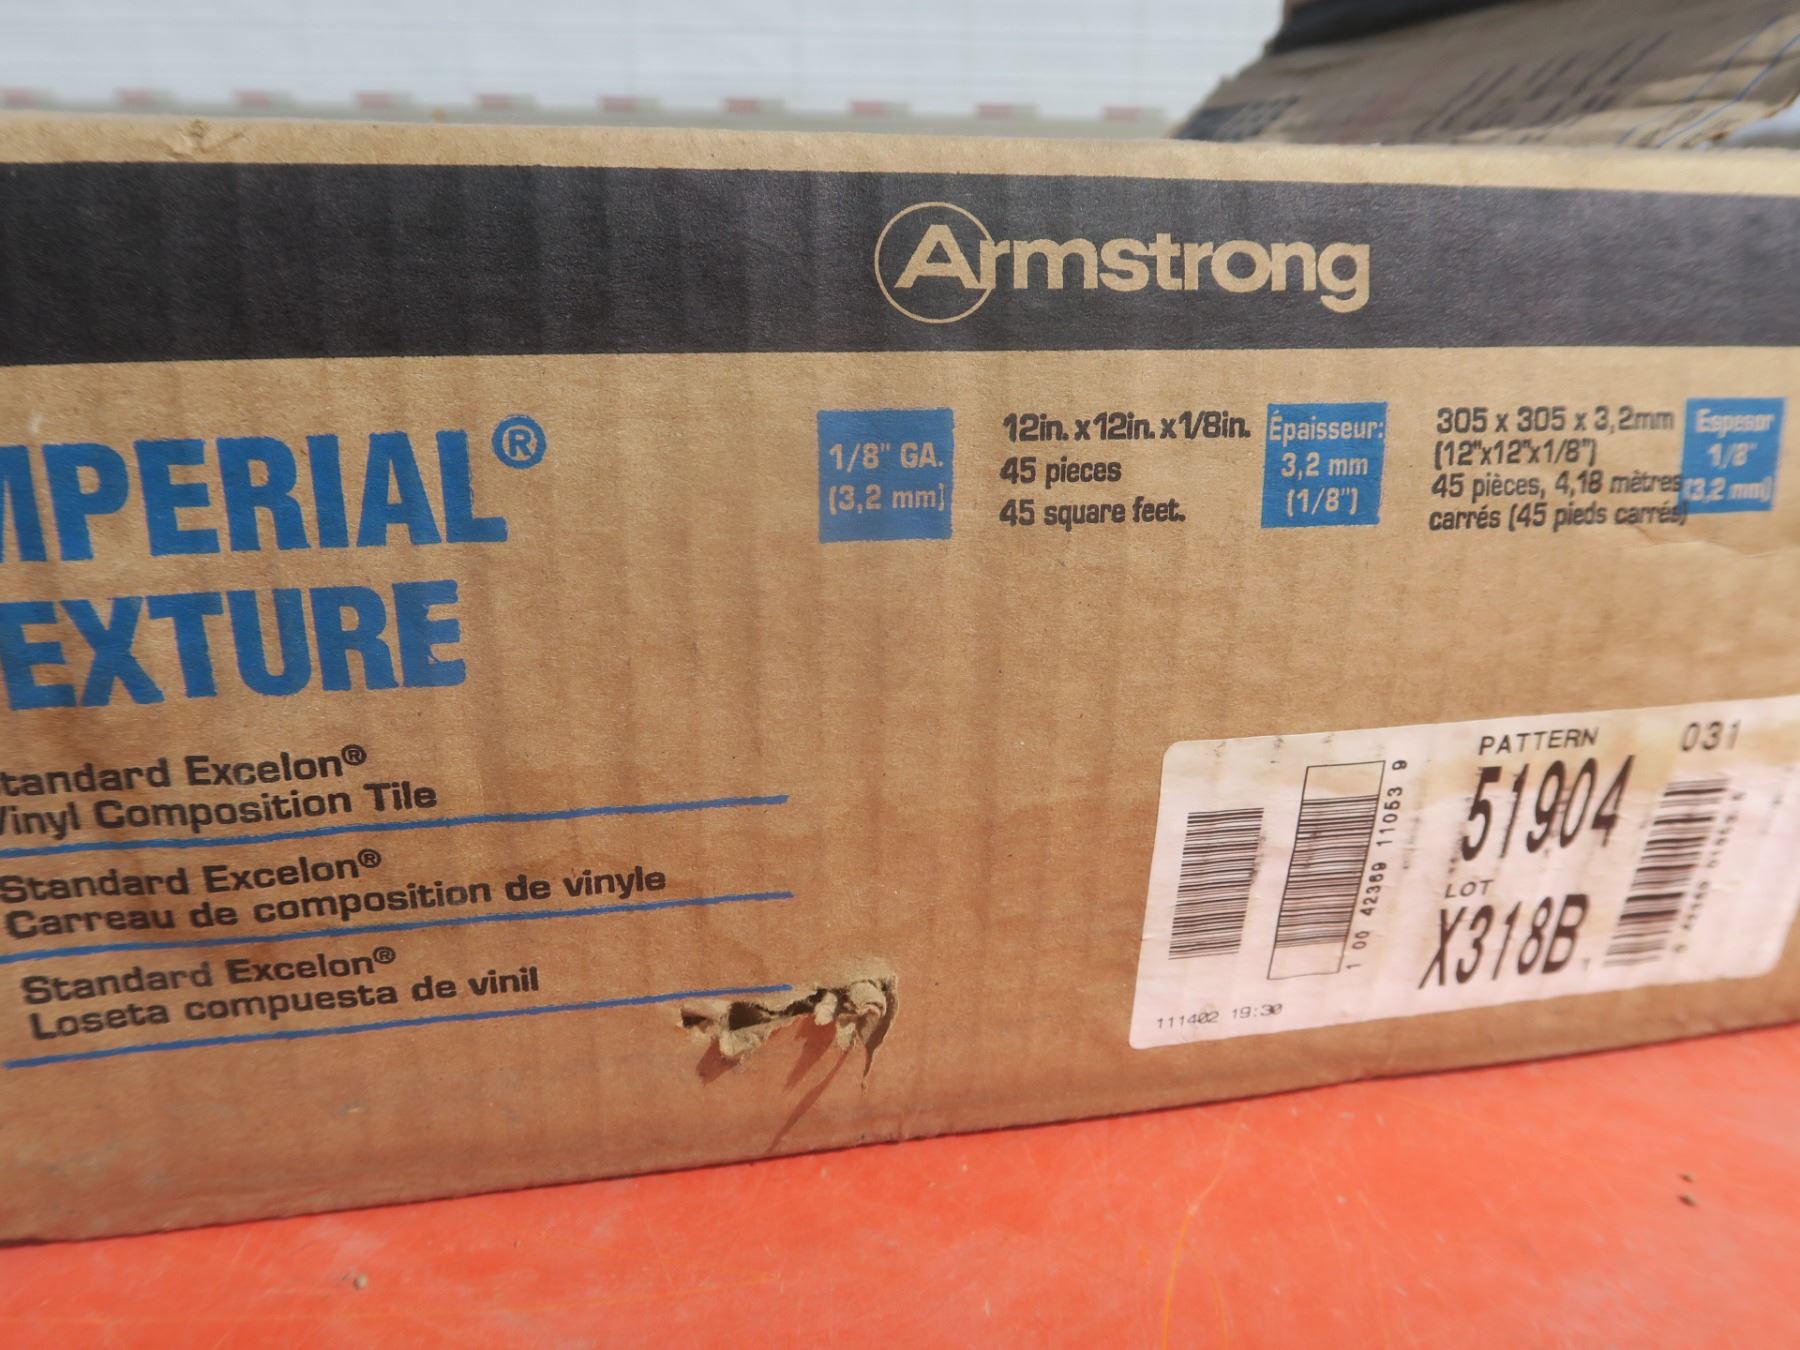 Armstrong
MPERIAL®
EXTURE
tandard Excelon®
Vinyl Composition Tile
Standard Excelon®
Carreau de composition de vinyle
Standard Excelon®
Loseta compuesta de vinil
1/8" GA.
(3,2 mm)
12in. x 12in. x 1/8in.
45 pieces
45 square feet.
Épaisseur:
3,2 mm
(1/8")
305 x 305 x 3,2mm
(12"x12"x1/8")
45 pièces, 4,18 mètres
carrés (45 pieds carrés)
Espesor
1/8"
(3,2 mm)
PATTERN 031
51904
LOT
X318B
1 00 42369 11053 9
111402 19:30